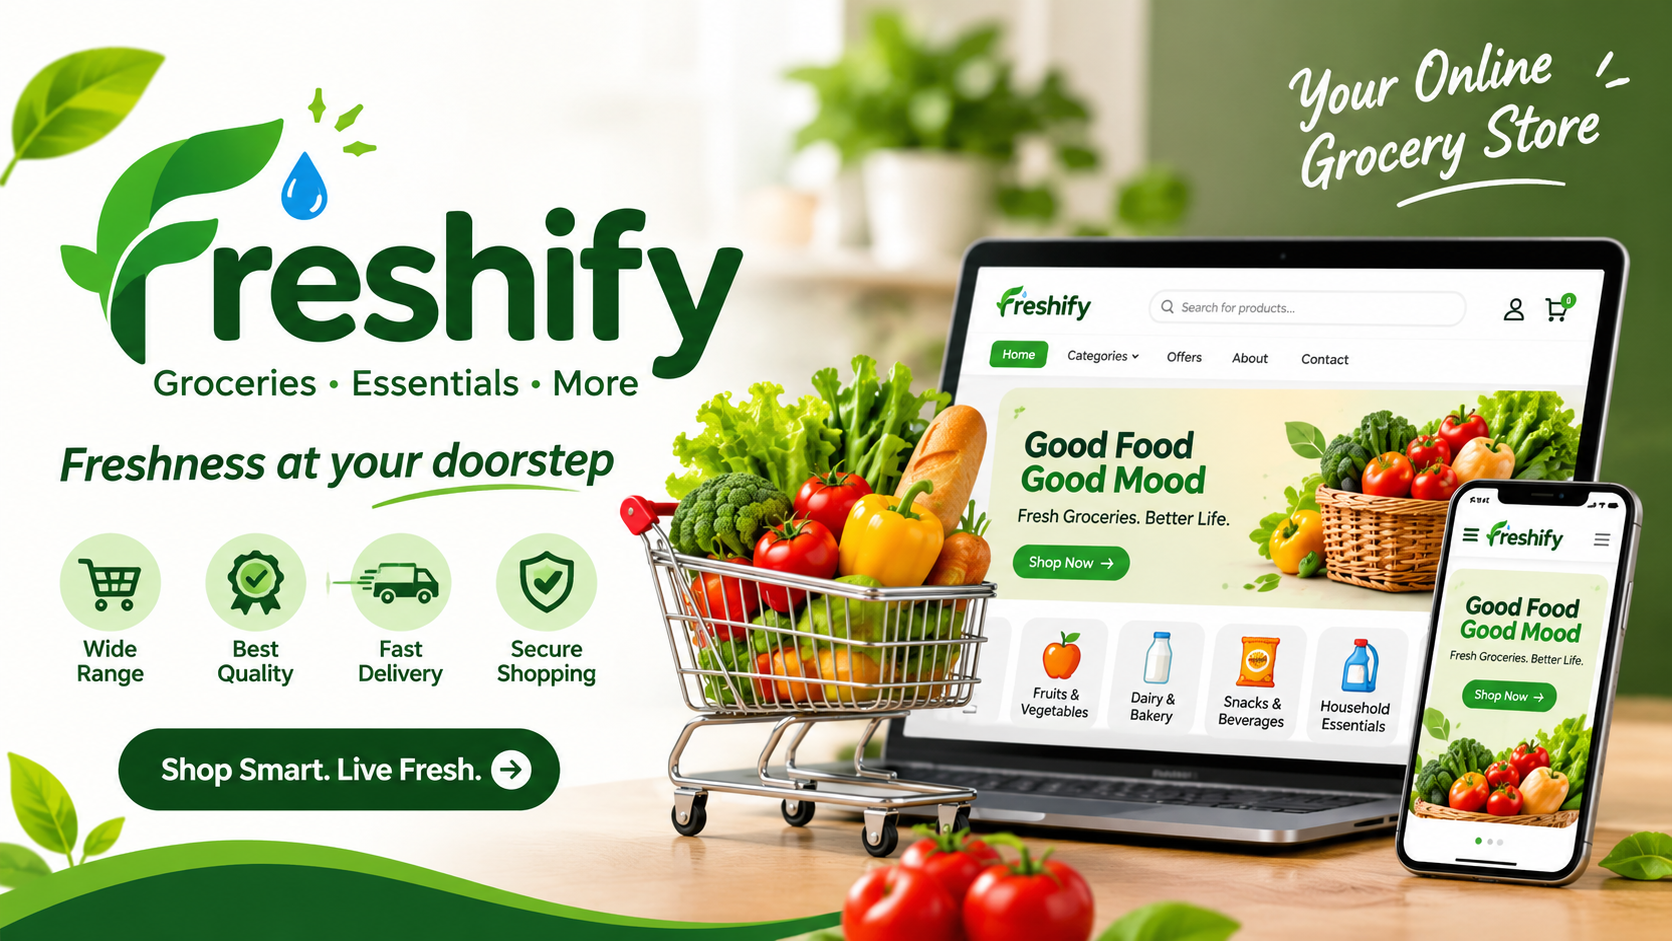 Freshify
Groceries • Essentials • More
Freshness at your doorstep
Wide
Range
Best
Quality
Fast
Delivery
Secure
Shopping
Shop Smart. Live Fresh.
Your Online
Grocery Store
Freshify
Search for products...
0
Home
Categories
Offers
About
Contact
Good Food
Good Mood
Fresh Groceries. Better Life.
Shop Now →
Fruits &
Vegetables
Dairy &
Bakery
Snacks &
Beverages
Household
Essentials
Freshify
Good Food
Good Mood
Fresh Groceries. Better Life.
Shop Now →